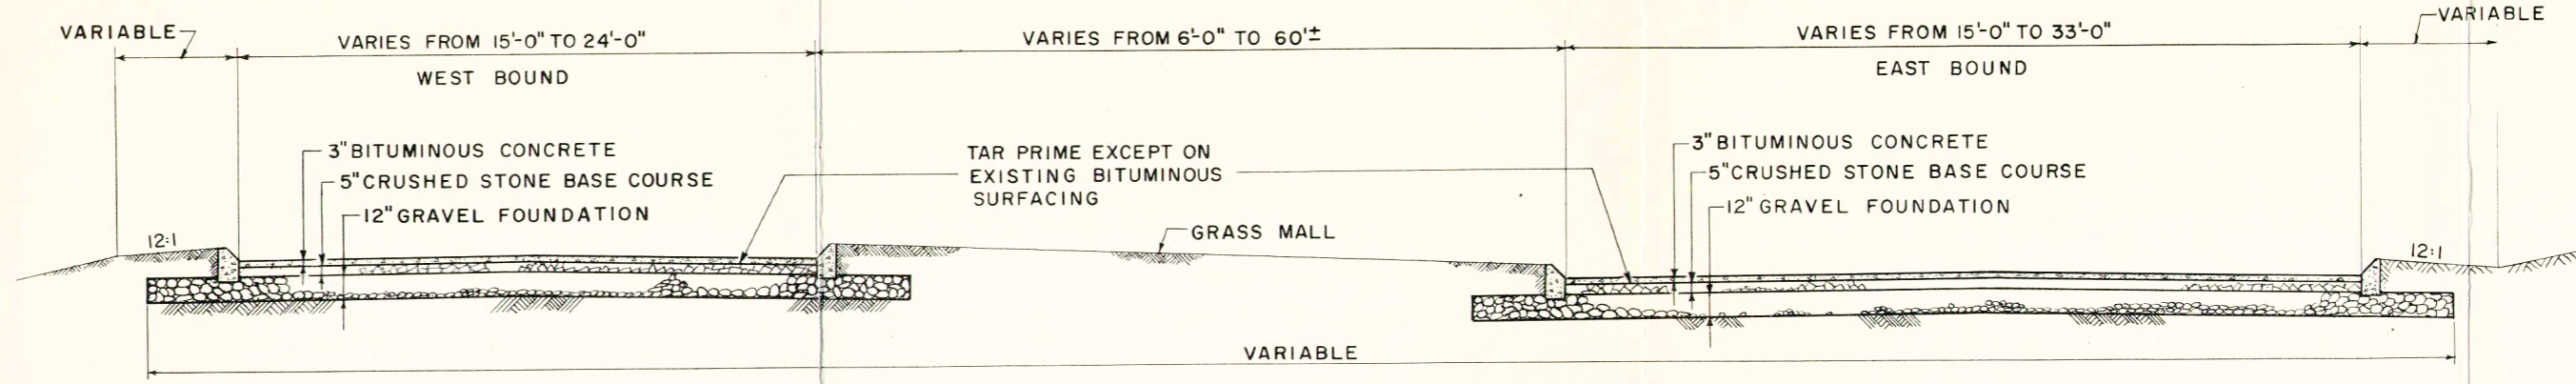 VARIABLE
VARIES FROM 15'-0" TO 24'-0"
WEST BOUND
VARIES FROM 6'-0" TO 60'±
VARIES FROM 15'-0" TO 33'-0"
EAST BOUND
VARIABLE
3" BITUMINOUS CONCRETE
5" CRUSHED STONE BASE COURSE
12" GRAVEL FOUNDATION
TAR PRIME EXCEPT ON
EXISTING BITUMINOUS
SURFACING
GRASS MALL
3" BITUMINOUS CONCRETE
5" CRUSHED STONE BASE COURSE
12" GRAVEL FOUNDATION
12:1
12:1
VARIABLE